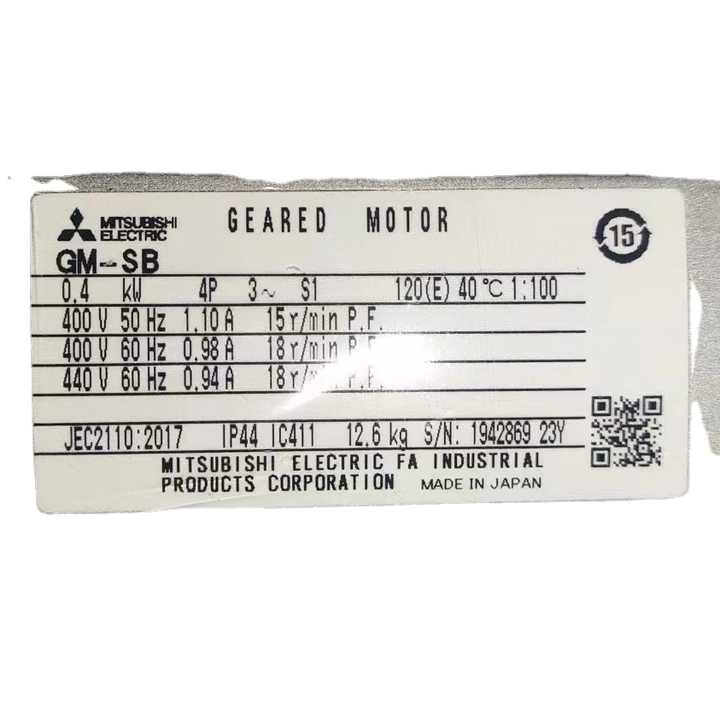 MITSUBISHI
ELECTRIC
GEARED MOTOR
15
GM-SB
0.4 kW 4P 3~ S1 120(E) 40℃ 1:100
400 V 50 Hz 1.10 A 15 r/min P.F.
400 V 60 Hz 0.98 A 18 r/min P.F.
440 V 60 Hz 0.94 A 18 r/min P.F.
JEC2110:2017 IP44 IC411 12.6 kg S/N: 1942869 23Y
MITSUBISHI ELECTRIC FA INDUSTRIAL
PRODUCTS CORPORATION MADE IN JAPAN